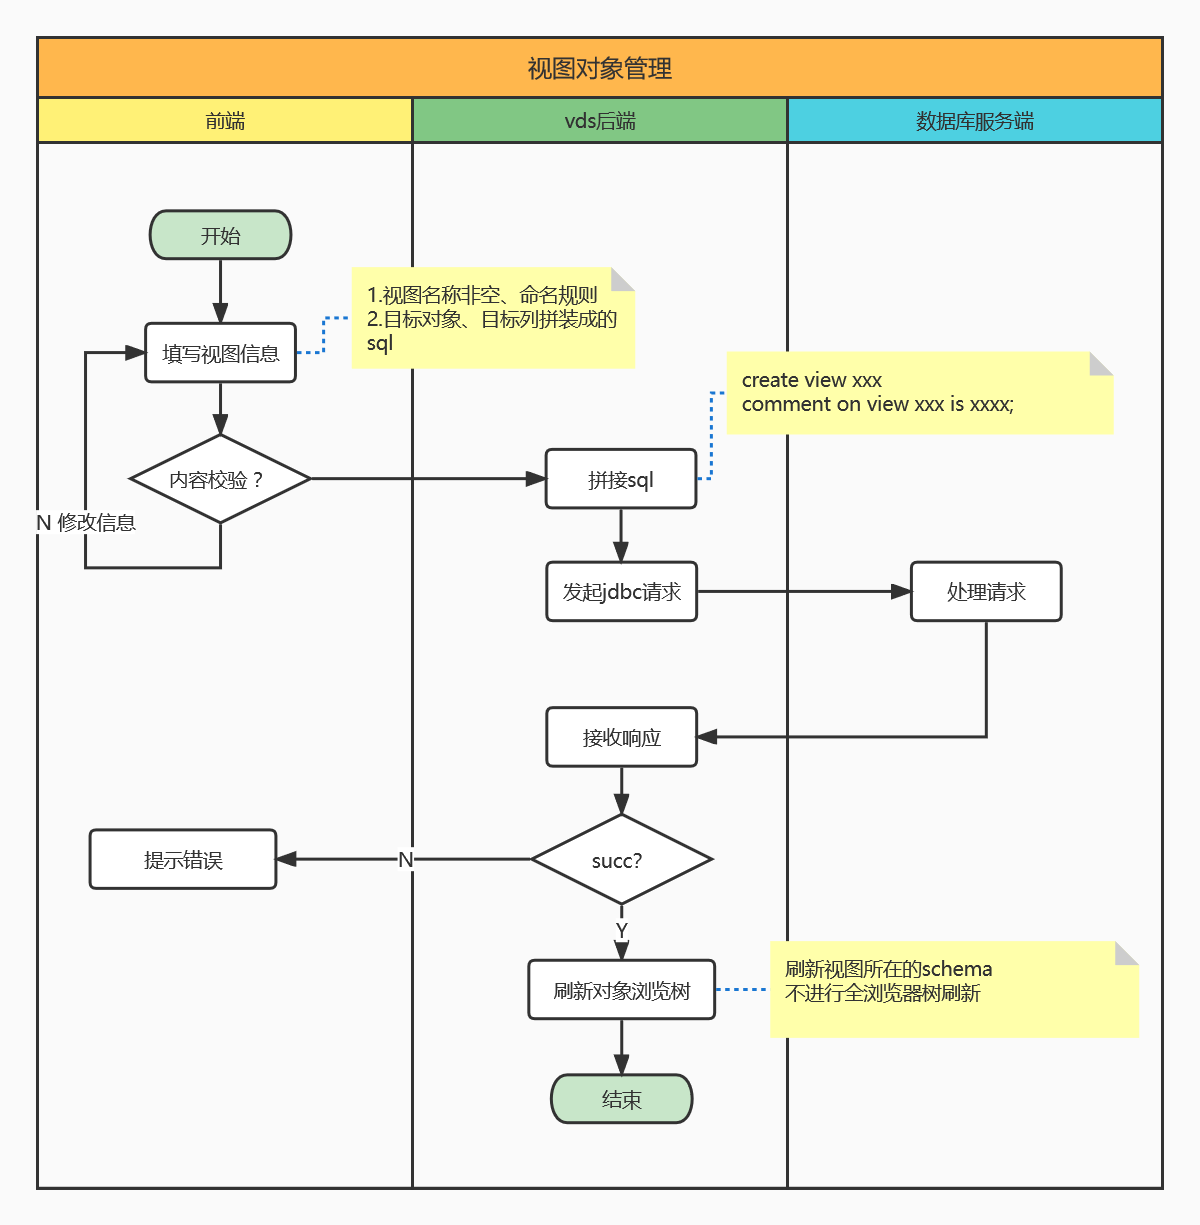 视图对象管理
前端
vds后端
数据库服务端
开始
1.视图名称非空、命名规则
2.目标对象、目标列拼装成的
sql
填写视图信息
create view xxx
comment on view xxx is xxxx;
内容校验？
拼接sql
N 修改信息
发起jdbc请求
处理请求
接收响应
提示错误
N
succ?
Y
刷新对象浏览树
刷新视图所在的schema
不进行全浏览器树刷新
结束